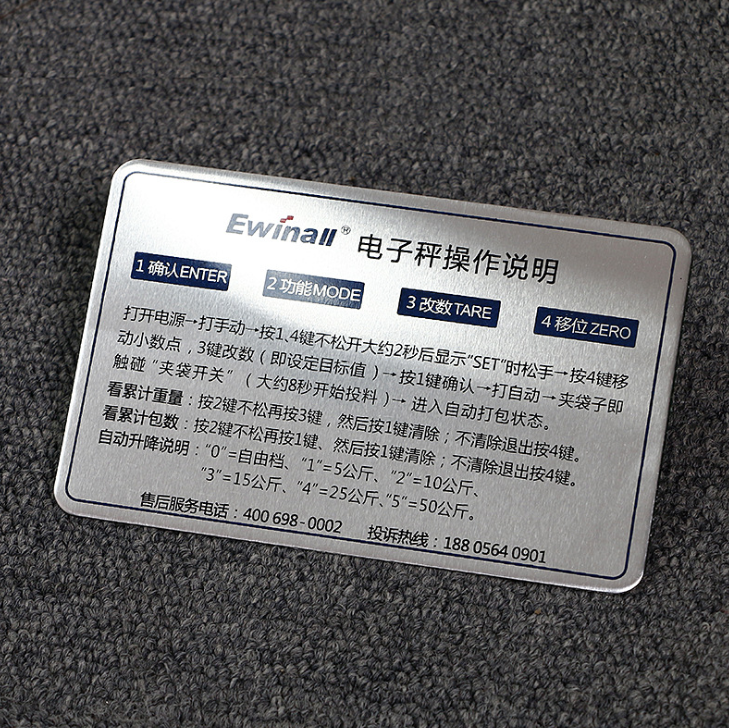 Ewinall® 电子秤操作说明
1 确认ENTER 2 功能MODE 3 改数TARE 4 移位ZERO
打开电源→打手动→按1.4键不松开大约2秒后显示“SET”时松手→按4键移
动小数点，3键改数（即设定目标值）→按1键确认→打自动→夹袋子即
触碰“夹袋开关”（大约8秒开始投料）→ 进入自动打包状态。
看累计重量：按2键不松再按3键，然后按1键清除；不清除退出按4键。
看累计包数：按2键不松再按1键、然后按1键清除；不清除退出按4键。
自动升降说明：“0”=自由档、“1”=5公斤、“2”=10公斤、
“3”=15公斤、“4”=25公斤、“5”=50公斤。
售后服务电话：400 698-0002 投诉热线：188 0564 0901